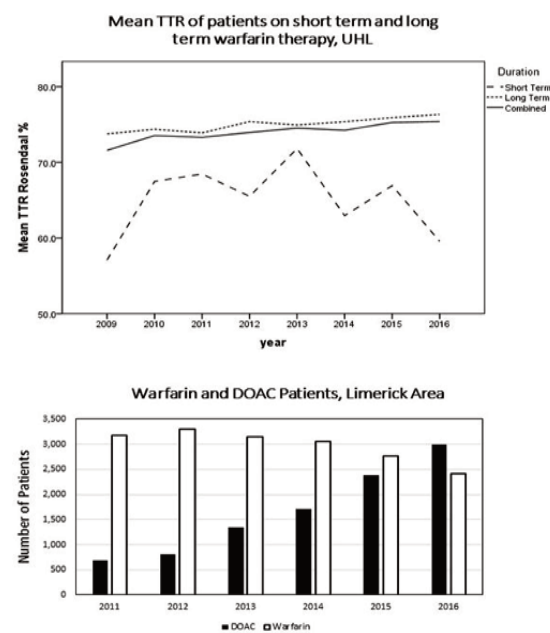 Mean TTR of patients on short term and long
term warfarin therapy, UHL
Duration
Short Term
Long Term
Combined
Mean TTR Rosendaal %
80.0
70.0
60.0
50.0
2009 2010 2011 2012 2013 2014 2015 2016
year
Warfarin and DOAC Patients, Limerick Area
Number of Patients
3,500
3,000
2,500
2,000
1,500
1,000
500
0
2011 2012 2013 2014 2015 2016
DOAC Warfarin